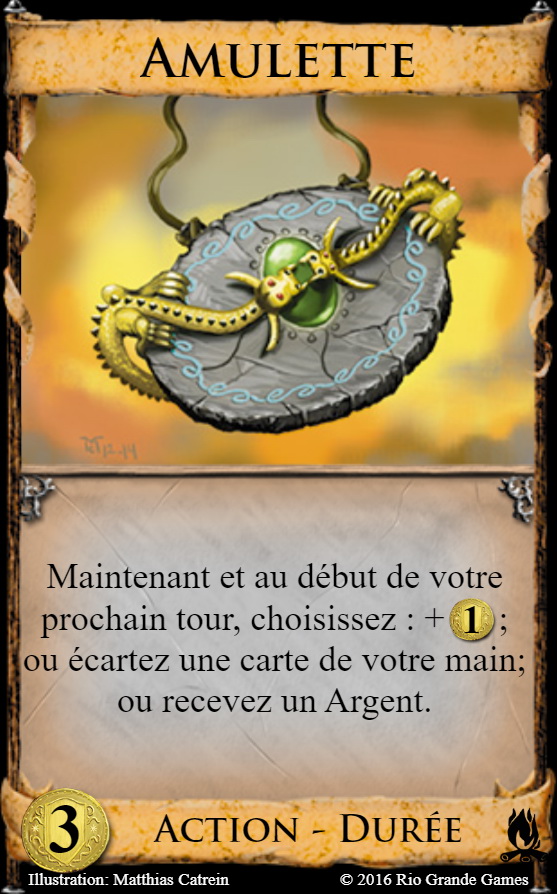 AMULETTE
Maintenant et au début de votre
prochain tour, choisissez : + 1 ;
ou écartez une carte de votre main;
ou recevez un Argent.
3
ACTION - DURÉE
Illustration: Matthias Catrein © 2016 Rio Grande Games